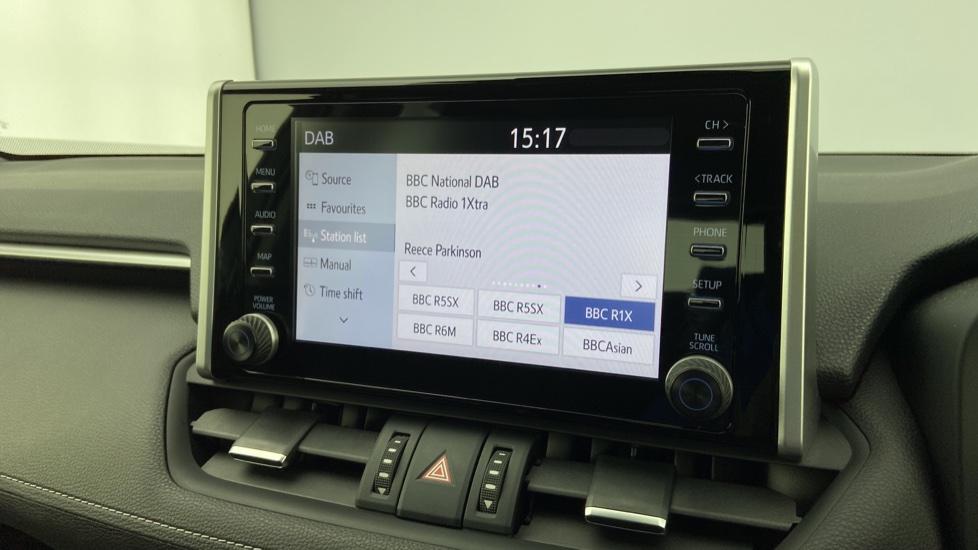 DAB
15:17
HOME
MENU
AUDIO
MAP
POWER
VOLUME
Source
Favourites
Station list
Manual
Time shift
BBC National DAB
BBC Radio 1Xtra
Reece Parkinson
BBC R5SX BBC R5SX BBC R1X
BBC R6M BBC R4Ex BBCAsian
CH >
< TRACK
PHONE
SETUP
TUNE
SCROLL